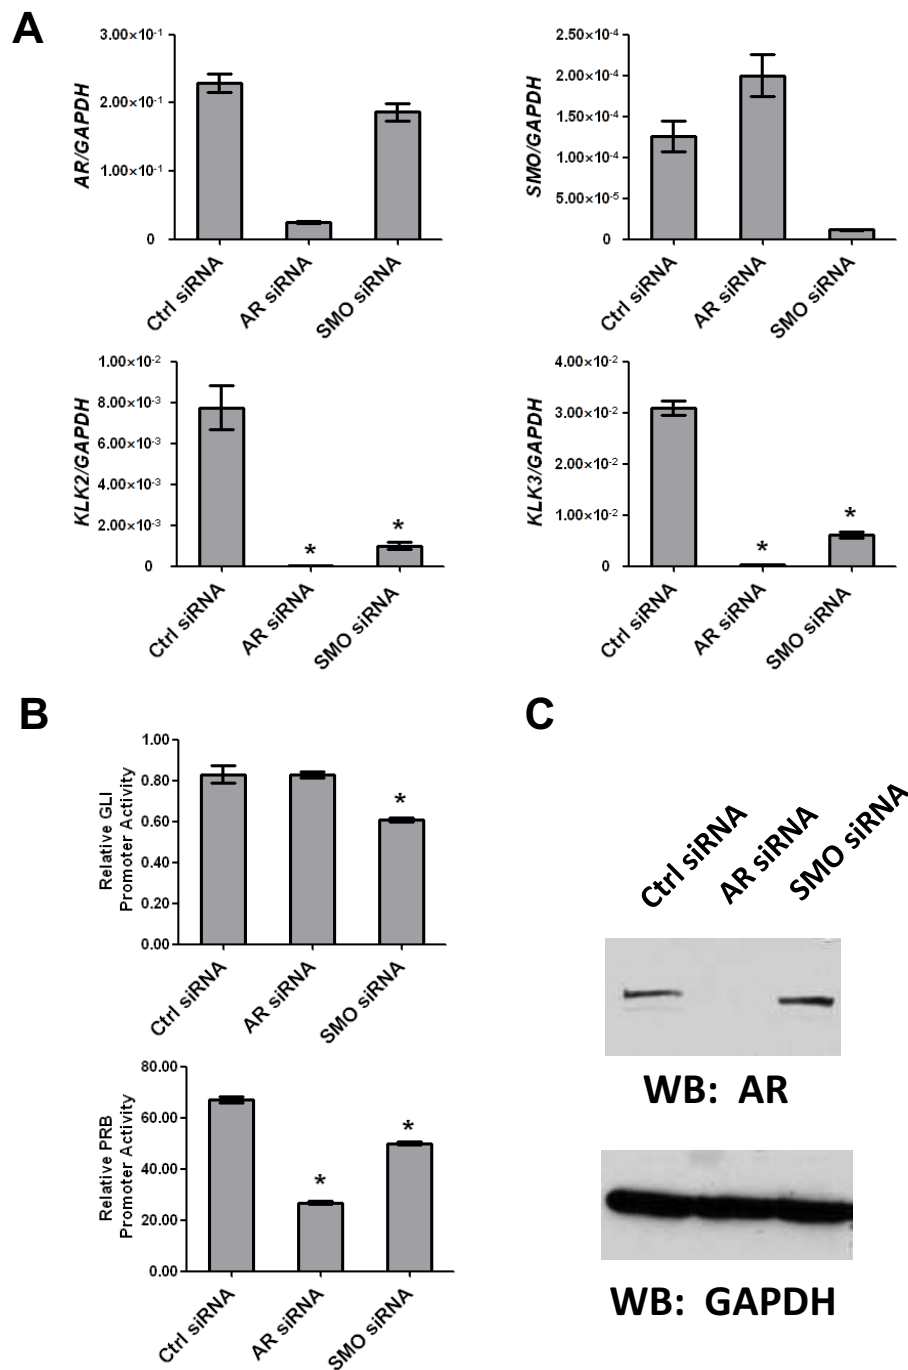 A
AR/GAPDH
3.00×10⁻¹
2.00×10⁻¹
1.00×10⁻¹
0
Ctrl siRNA
AR siRNA
SMO siRNA
SMO/GAPDH
2.50×10⁻⁴
2.00×10⁻⁴
1.50×10⁻⁴
1.00×10⁻⁴
5.00×10⁻⁵
0
Ctrl siRNA
AR siRNA
SMO siRNA
KLK2/GAPDH
1.00×10⁻²
8.00×10⁻³
6.00×10⁻³
4.00×10⁻³
2.00×10⁻³
0
*
*
Ctrl siRNA
AR siRNA
SMO siRNA
KLK3/GAPDH
4.00×10⁻²
3.00×10⁻²
2.00×10⁻²
1.00×10⁻²
0
*
*
Ctrl siRNA
AR siRNA
SMO siRNA
B
Relative GLI
Promoter Activity
1.00
0.80
0.60
0.40
0.20
0.00
*
Ctrl siRNA
AR siRNA
SMO siRNA
Relative PRB
Promoter Activity
80.00
60.00
40.00
20.00
0.00
*
*
Ctrl siRNA
AR siRNA
SMO siRNA
C
Ctrl siRNA
AR siRNA
SMO siRNA
WB: AR
WB: GAPDH